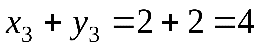 x₃ + y₃ = 2 + 2 = 4